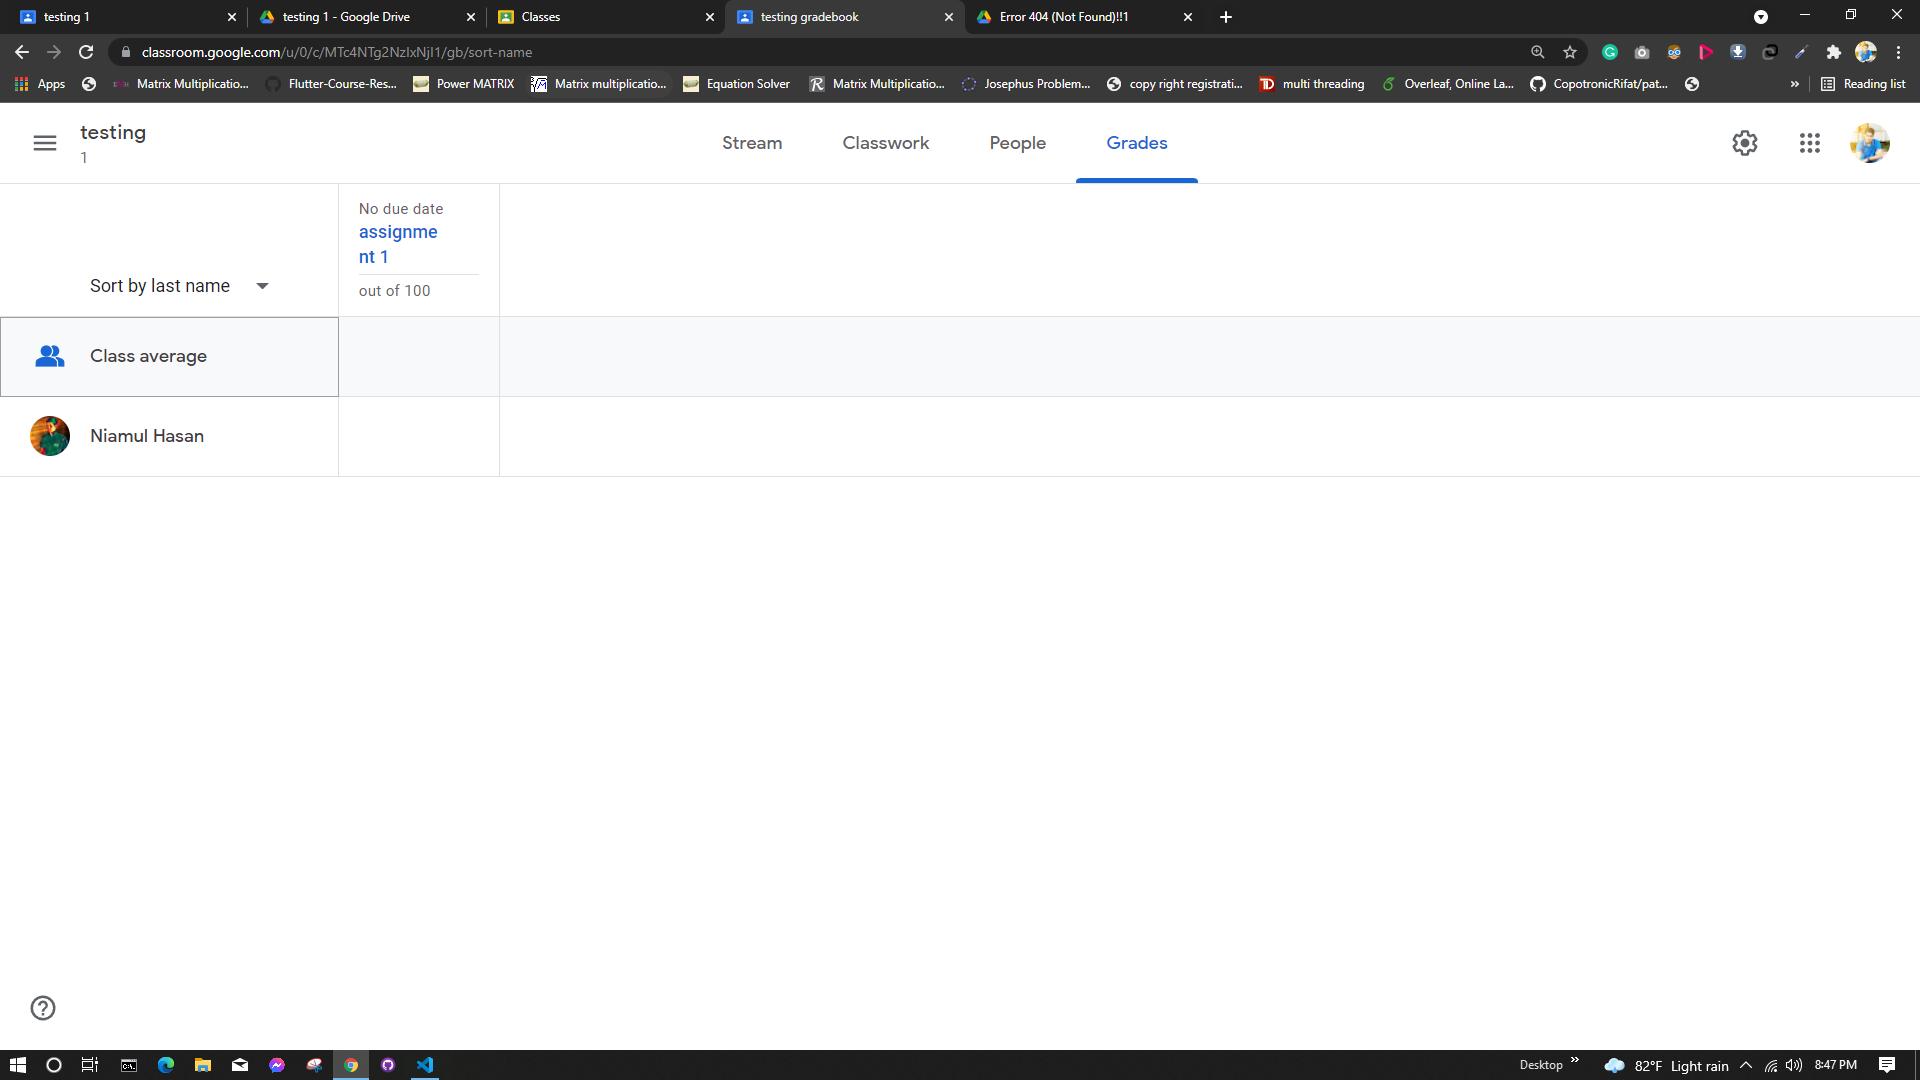 testing 1
testing 1 - Google Drive
Classes
testing gradebook
Error 404 (Not Found)!!1
classroom.google.com/u/0/c/MTc4NTg2NzIxNjI1/gb/sort-name
Apps
Matrix Multiplicatio...
Flutter-Course-Res...
Power MATRIX
Matrix multiplicatio...
Equation Solver
Matrix Multiplicatio...
Josephus Problem...
copy right registrati...
multi threading
Overleaf, Online La...
CopotronicRifat/pat...
»
Reading list
testing
1
Stream
Classwork
People
Grades
No due date
assignme
nt 1
Sort by last name
out of 100
Class average
Niamul Hasan
Desktop »
82°F Light rain
8:47 PM